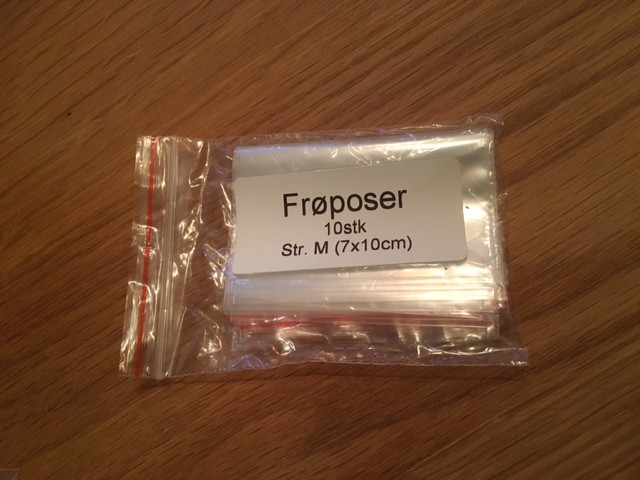 Frøposer
10stk
Str. M (7x10cm)